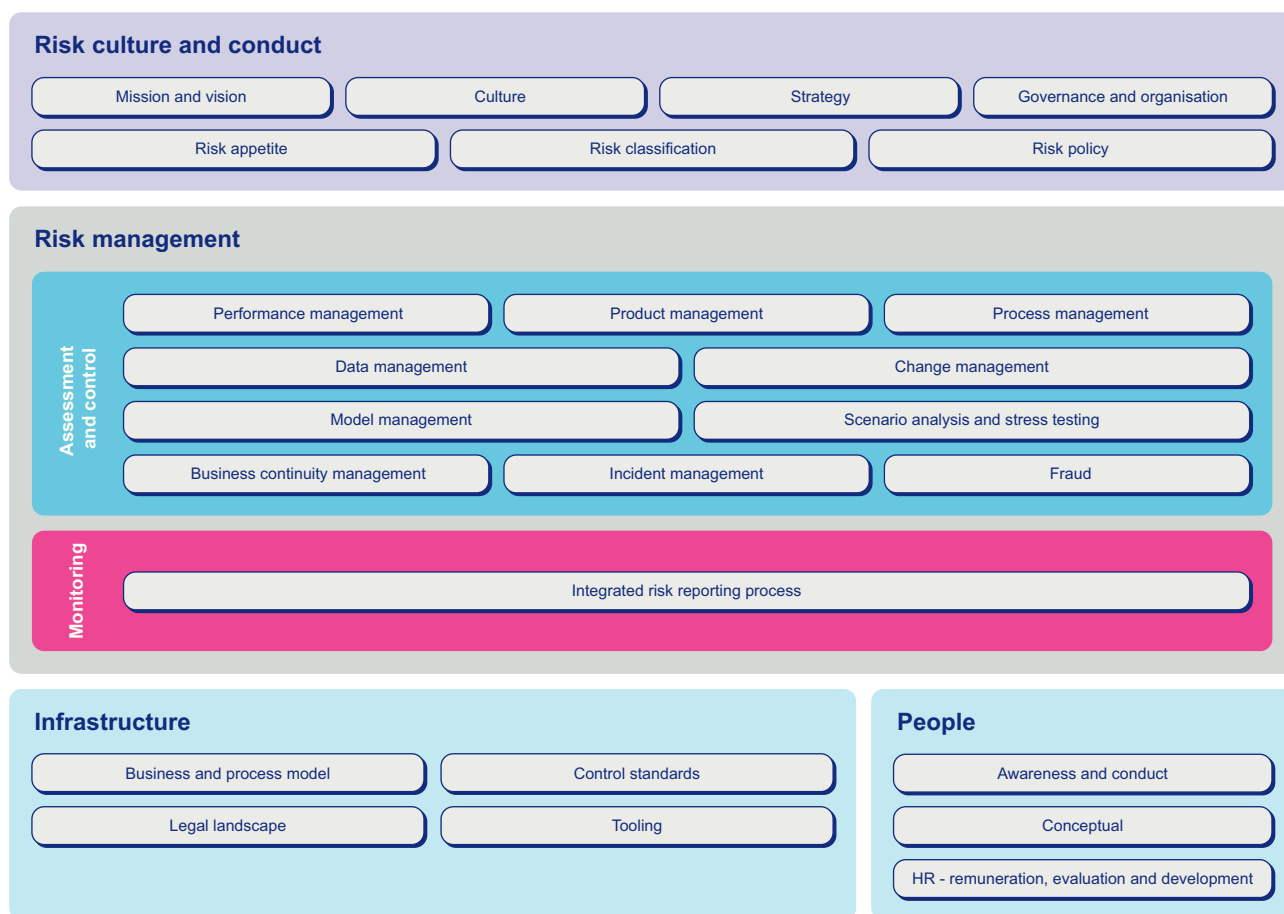 Risk culture and conduct
Mission and vision
Culture
Strategy
Governance and organisation
Risk appetite
Risk classification
Risk policy
Risk management
Assessment
and control
Performance management
Product management
Process management
Data management
Change management
Model management
Scenario analysis and stress testing
Business continuity management
Incident management
Fraud
Monitoring
Integrated risk reporting process
Infrastructure
Business and process model
Control standards
Legal landscape
Tooling
People
Awareness and conduct
Conceptual
HR - remuneration, evaluation and development